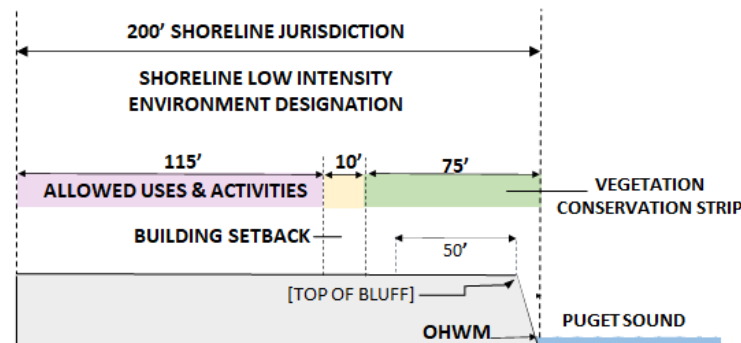 200' SHORELINE JURISDICTION
SHORELINE LOW INTENSITY
ENVIRONMENT DESIGNATION
115'
10'
75'
ALLOWED USES & ACTIVITIES
VEGETATION
CONSERVATION STRIP
BUILDING SETBACK
50'
[TOP OF BLUFF]
PUGET SOUND
OHWM